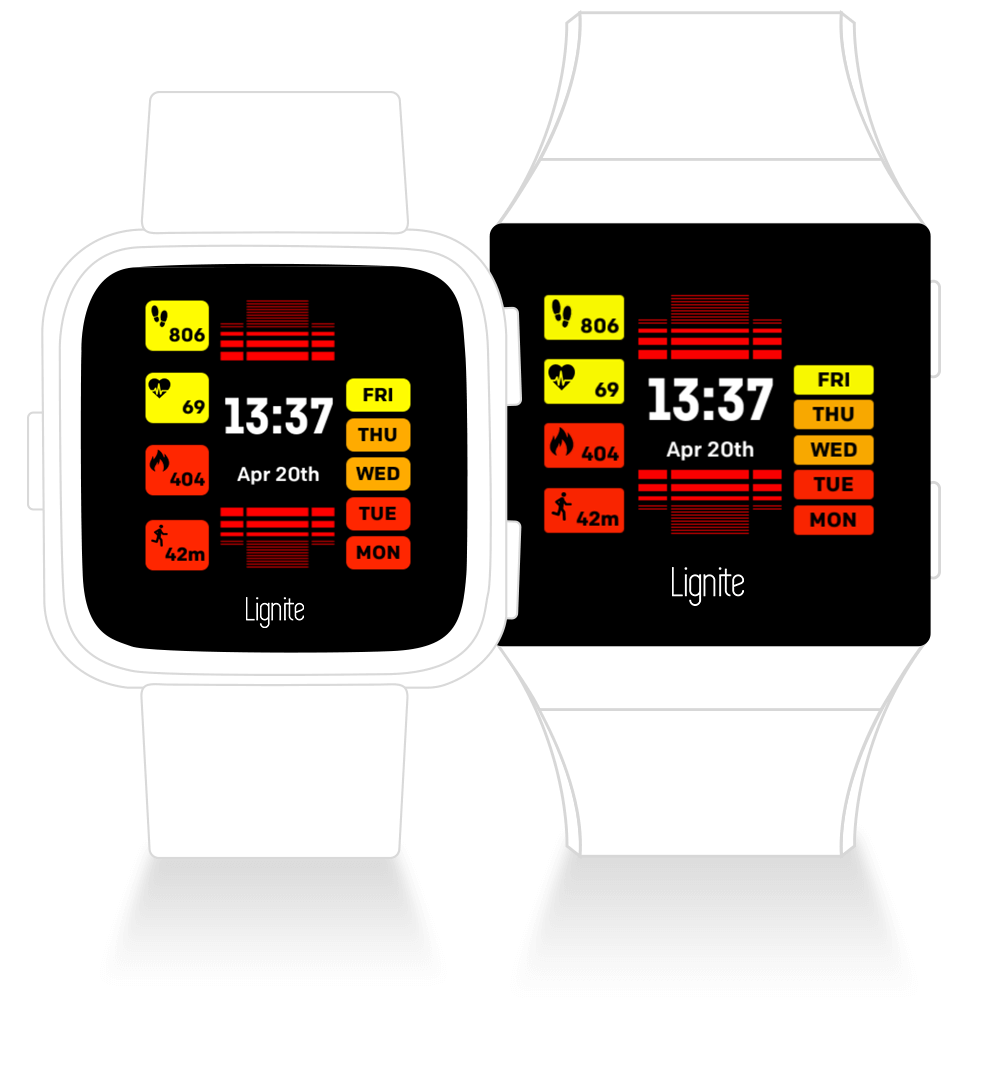 806
69
404
42m
13:37
Apr 20th
FRI
THU
WED
TUE
MON
Lignite
806
69
404
42m
13:37
Apr 20th
FRI
THU
WED
TUE
MON
Lignite